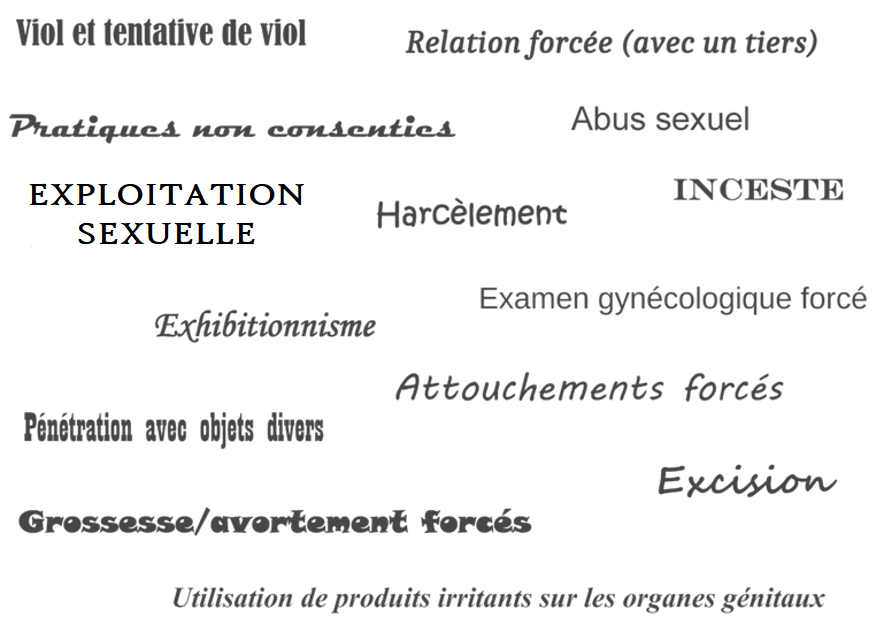 Viol et tentative de viol
Relation forcée (avec un tiers)
Pratiques non consenties
Abus sexuel
EXPLOITATION
SEXUELLE
Harcèlement
INCESTE
Examen gynécologique forcé
Exhibitionnisme
Attouchements forcés
Pénétration avec objets divers
Excision
Grossesse/avortement forcés
Utilisation de produits irritants sur les organes génitaux